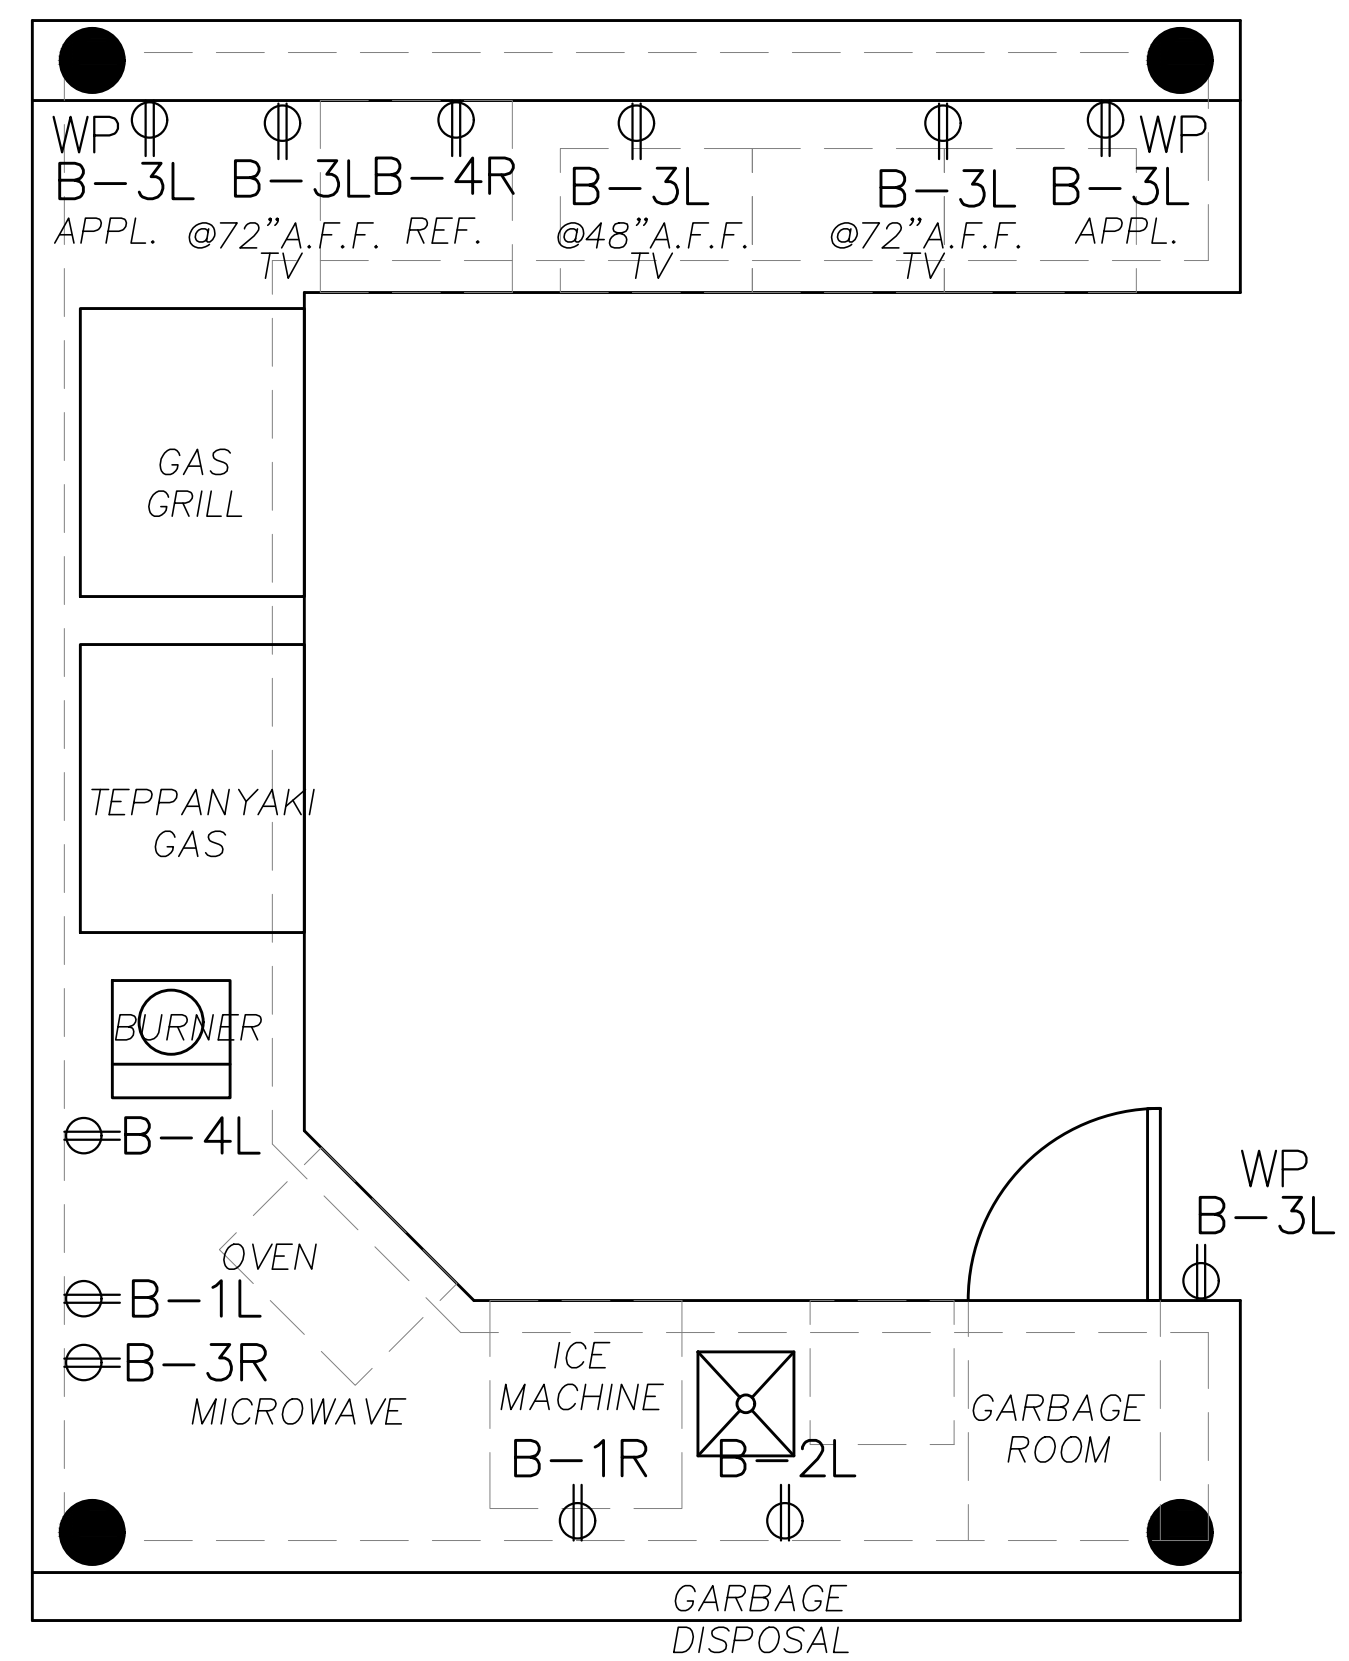 WP
B-3L
APPL.
B-3L
@72"A.F.F.
TV
B-4R
REF.
B-3L
@48"A.F.F.
TV
B-3L
@72"A.F.F.
TV
WP
B-3L
APPL.
GAS
GRILL
TEPPANYAKI
GAS
BURNER
B-4L
WP
B-3L
OVEN
B-1L
B-3R
MICROWAVE
ICE
MACHINE
B-1R
B-2L
GARBAGE
ROOM
GARBAGE
DISPOSAL